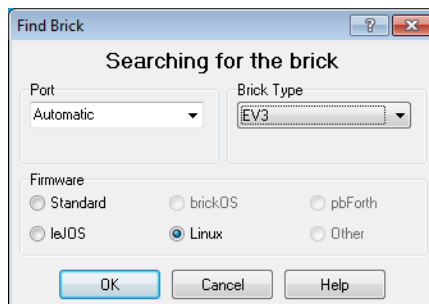 Find Brick
?
Searching for the brick
Port
Brick Type
Automatic
EV3
Firmware
Standard
brickOS
pbForth
leJOS
Linux
Other
OK
Cancel
Help